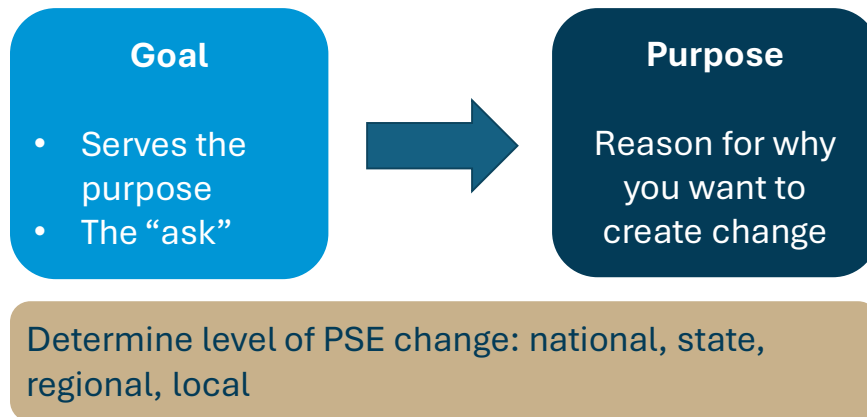 Goal
• Serves the
purpose
• The “ask”
Purpose
Reason for why
you want to
create change
Determine level of PSE change: national, state,
regional, local